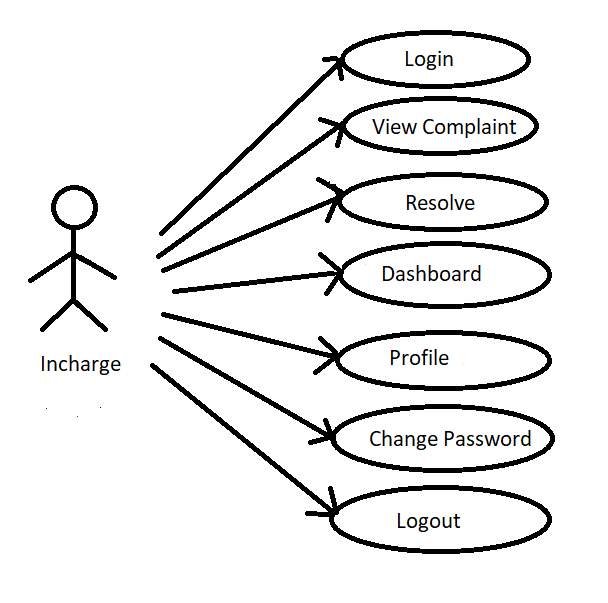 Login
View Complaint
Resolve
Dashboard
Profile
Incharge
Change Password
Logout